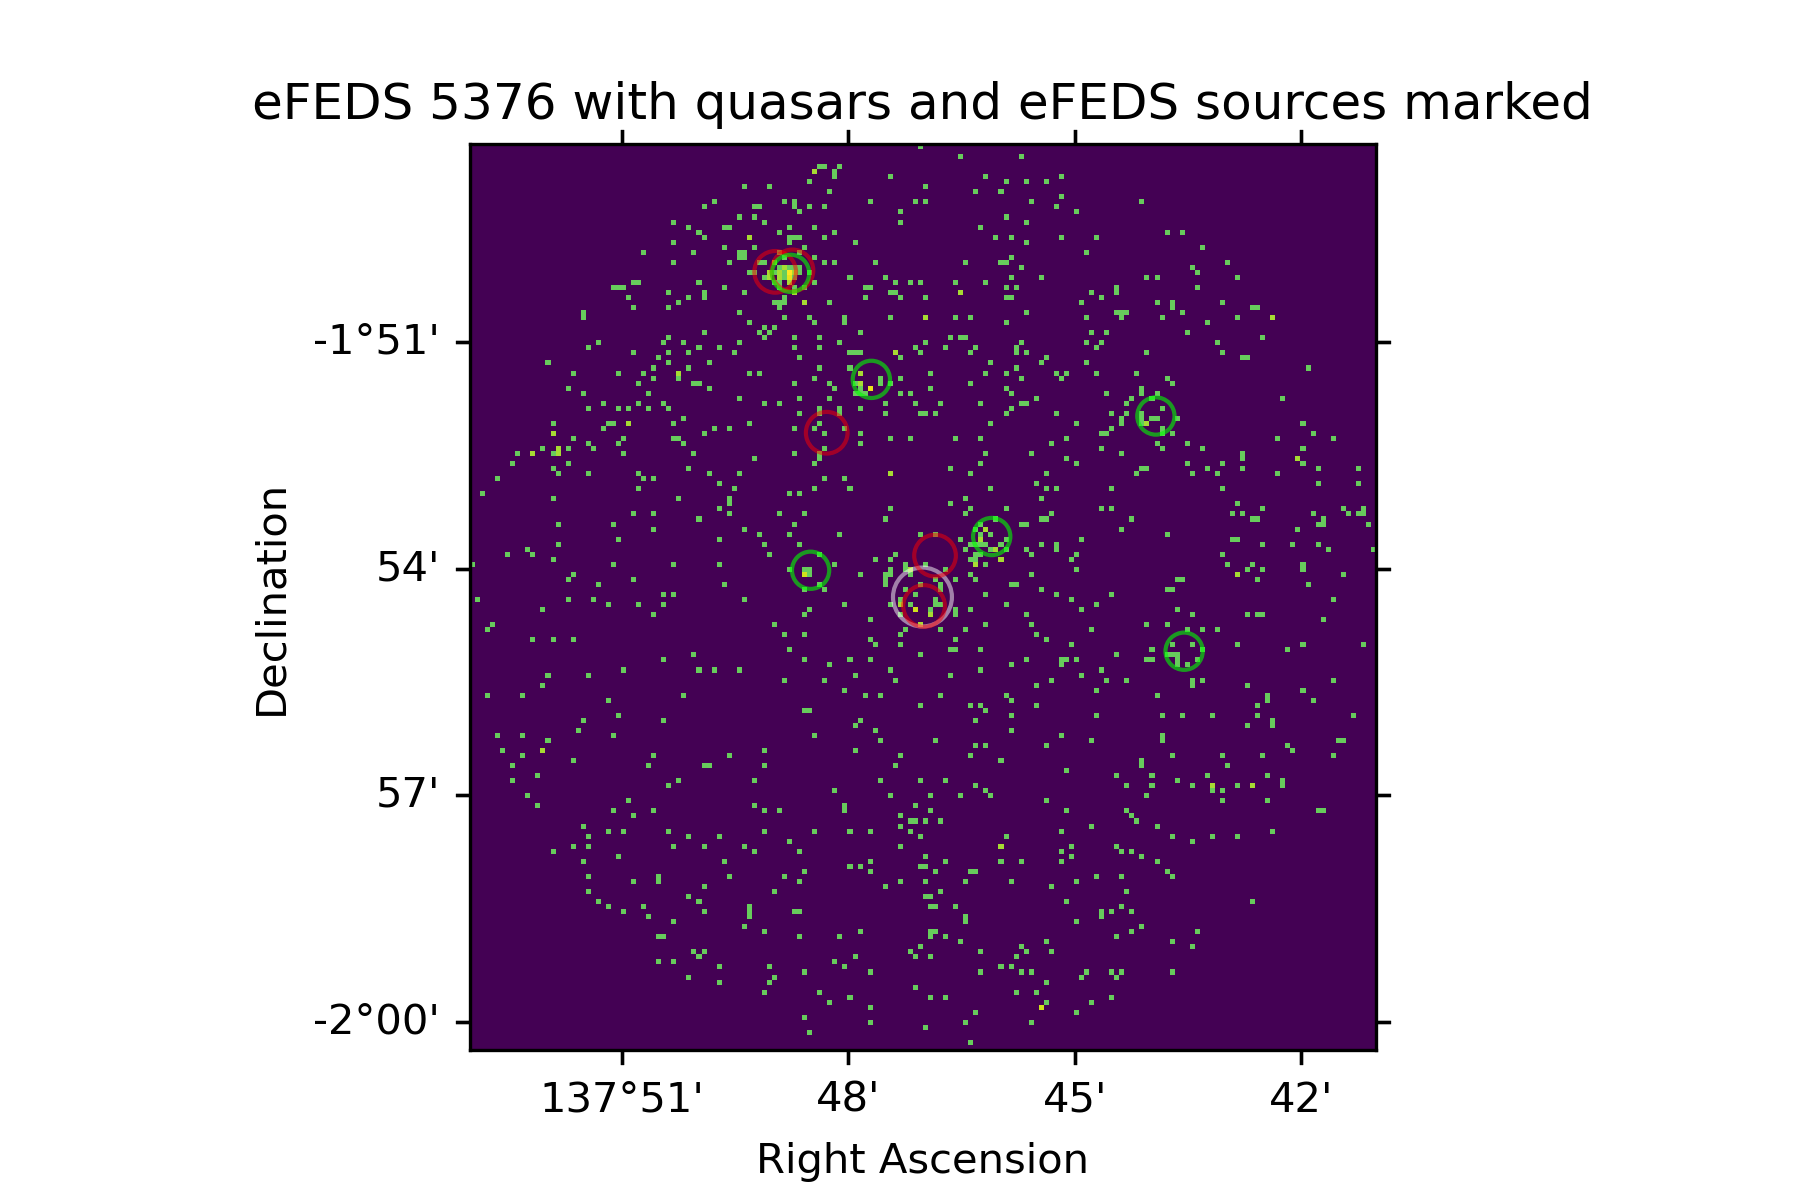 eFEDS 5376 with quasars and eFEDS sources marked
-1°51'
54'
57'
-2°00'
Declination
137°51'
48'
45'
42'
Right Ascension